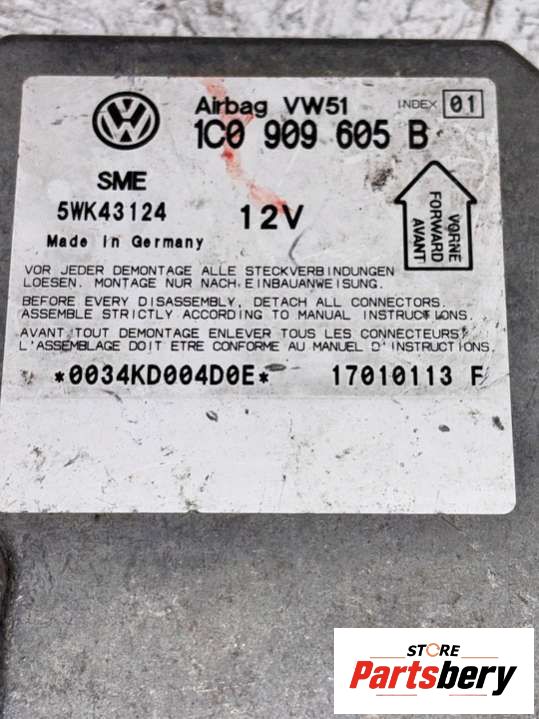 Airbag VW51 INDEX 01
1C0 909 605 B
SME
5WK43124 12V
Made in Germany
VORNE
FORWARD
AVANT
VOR JEDER DEMONTAGE ALLE STECKVERBINDUNGEN
LOESEN. MONTAGE NUR NACH EINBAUANWEISUNG.
BEFORE EVERY DISASSEMBLY, DETACH ALL CONNECTORS.
ASSEMBLE STRICTLY ACCORDING TO MANUAL INSTRUCTIONS.
AVANT TOUT DEMONTAGE ENLEVER TOUS LES CONNECTEURS.
L'ASSEMBLAGE DOIT ETRE CONFORME AU MANUEL D'INSTRUCTIONS.
*0034KD004D0E* 17010113 F
STORE
Partsbery